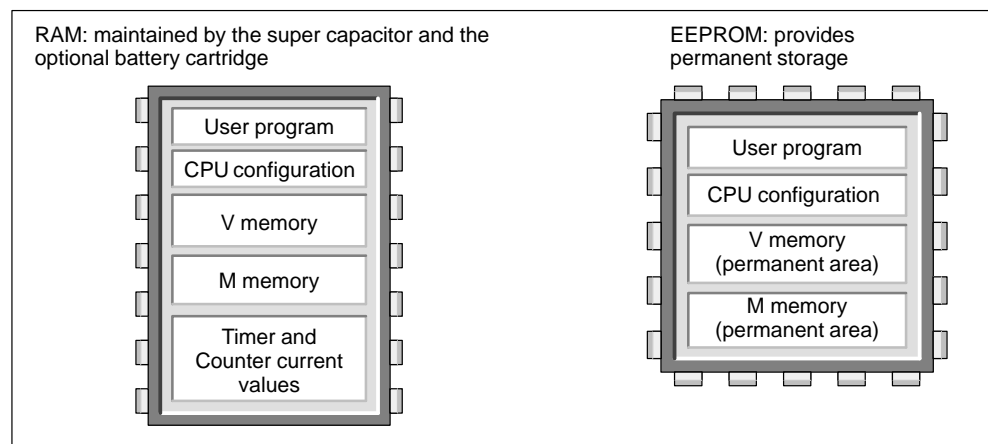 RAM: maintained by the super capacitor and the
optional battery cartridge
User program
CPU configuration
V memory
M memory
Timer and
Counter current
values
EEPROM: provides
permanent storage
User program
CPU configuration
V memory
(permanent area)
M memory
(permanent area)